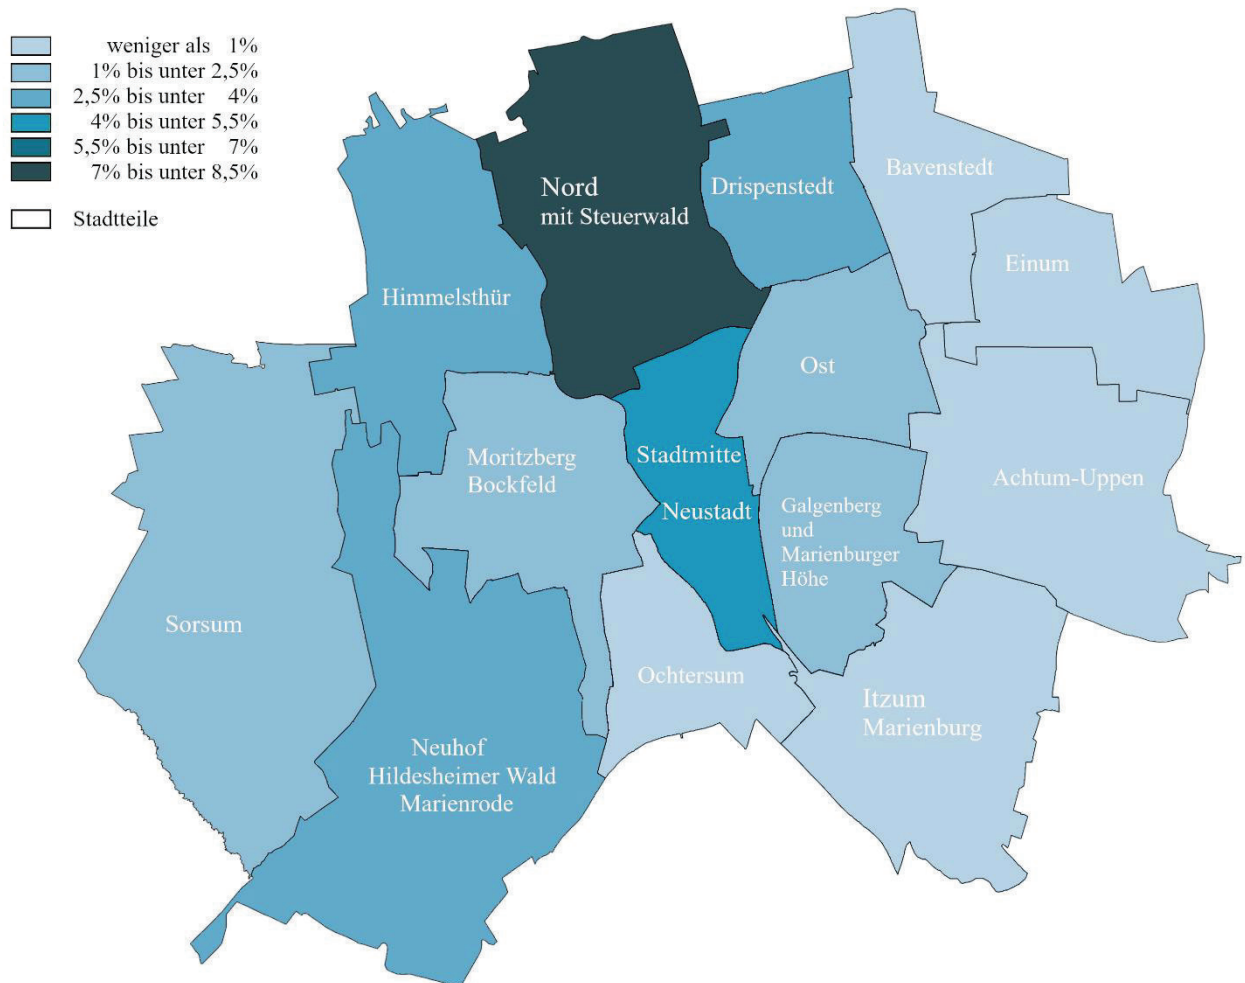 weniger als 1%
1% bis unter 2,5%
2,5% bis unter 4%
4% bis unter 5,5%
5,5% bis unter 7%
7% bis unter 8,5%
Stadtteile
Nord
mit Steuerwald
Drispenstedt
Bavenstedt
Einum
Himmelsthür
Ost
Moritzberg
Bockfeld
Stadtmitte
Neustadt
Achtum-Uppen
Galgenberg
und
Marienburger
Höhe
Sorsum
Ochtersum
Itzum
Marienburg
Neuhof
Hildesheimer Wald
Marienrode